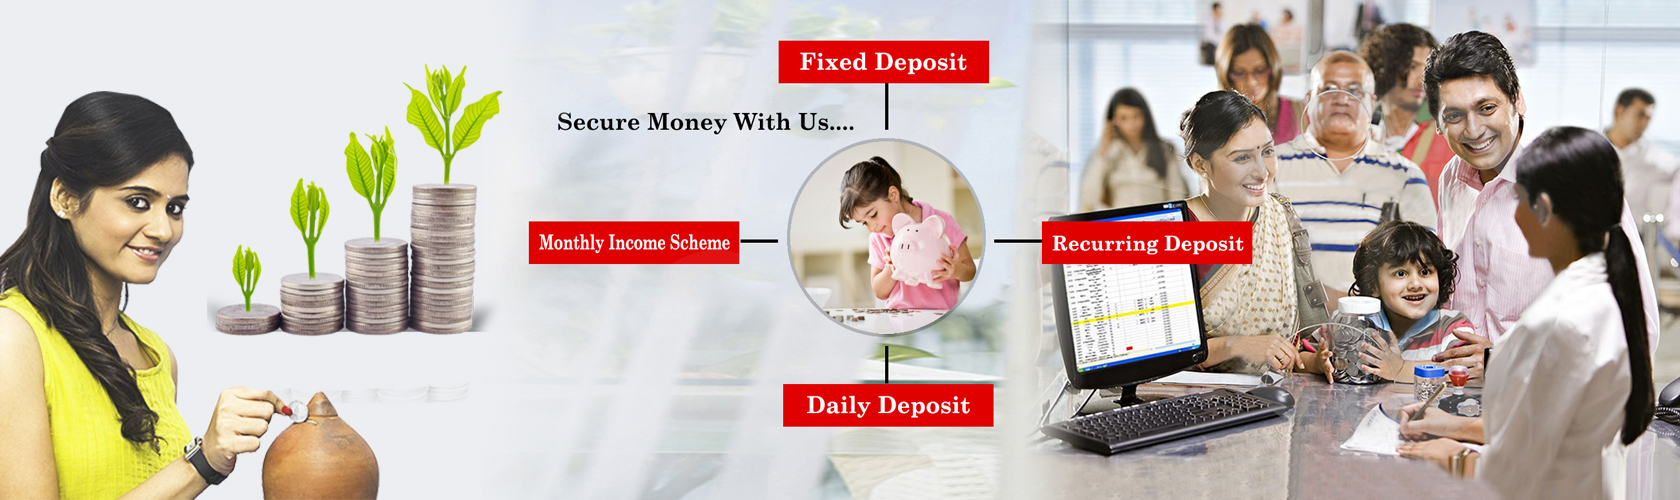 Fixed Deposit
Secure Money With Us....
Monthly Income Scheme
Recurring Deposit
Daily Deposit